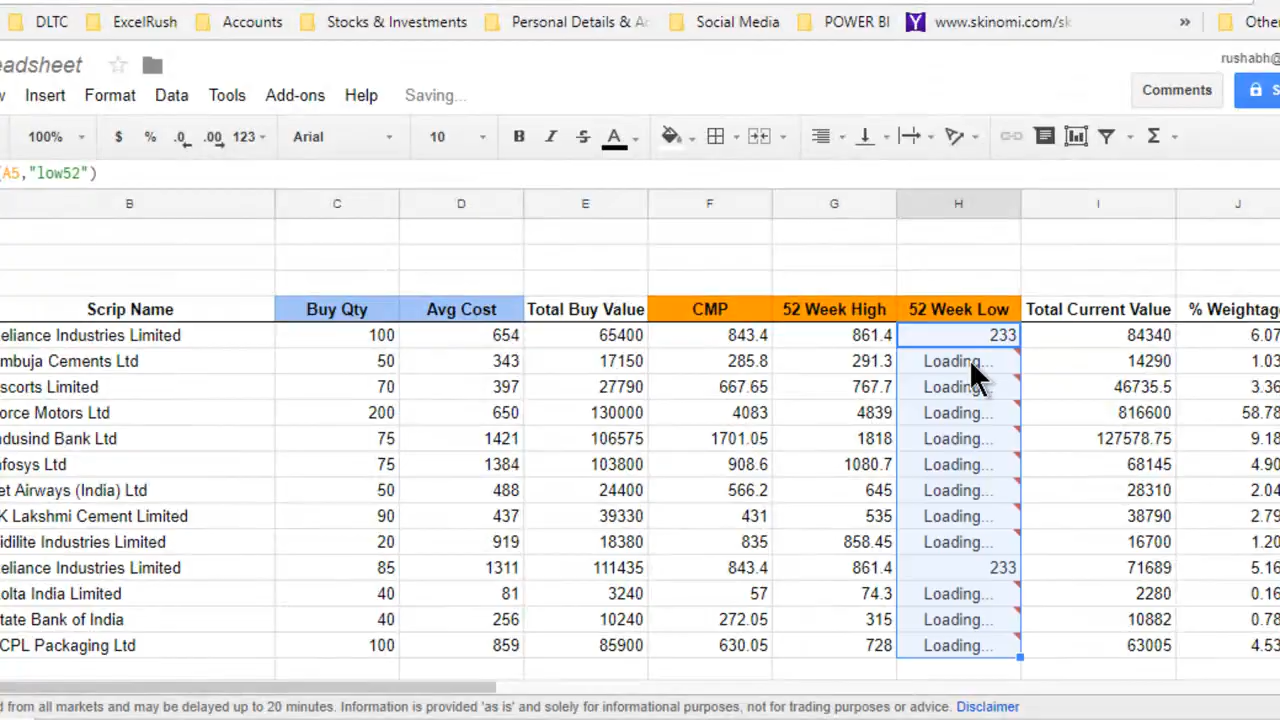 DLTC ExcelRush Accounts Stocks & Investments Personal Details & Ac Social Media POWER BI www.skinomi.com/sk » Othe
eadsheet rushabh@
w Insert Format Data Tools Add-ons Help Saving... Comments S
100% $ % .0 .00 123 Arial 10 B I S A Σ
(A5,"low52")
B C D E F G H I J
Scrip Name Buy Qty Avg Cost Total Buy Value CMP 52 Week High 52 Week Low Total Current Value % Weightag
eliance Industries Limited 100 654 65400 843.4 861.4 233 84340 6.07
mbuja Cements Ltd 50 343 17150 285.8 291.3 Loading... 14290 1.03
scorts Limited 70 397 27790 667.65 767.7 Loading... 46735.5 3.36
orce Motors Ltd 200 650 130000 4083 4839 Loading... 816600 58.78
ndusind Bank Ltd 75 1421 106575 1701.05 1818 Loading... 127578.75 9.18
nfosys Ltd 75 1384 103800 908.6 1080.7 Loading... 68145 4.90
et Airways (India) Ltd 50 488 24400 566.2 645 Loading... 28310 2.04
K Lakshmi Cement Limited 90 437 39330 431 535 Loading... 38790 2.79
idilite Industries Limited 20 919 18380 835 858.45 Loading... 16700 1.20
eliance Industries Limited 85 1311 111435 843.4 861.4 233 71689 5.16
olta India Limited 40 81 3240 57 74.3 Loading... 2280 0.16
tate Bank of India 40 256 10240 272.05 315 Loading... 10882 0.78
CPL Packaging Ltd 100 859 85900 630.05 728 Loading... 63005 4.53
d from all markets and may be delayed up to 20 minutes. Information is provided 'as is' and solely for informational purposes, not for trading purposes or advice. Disclaimer